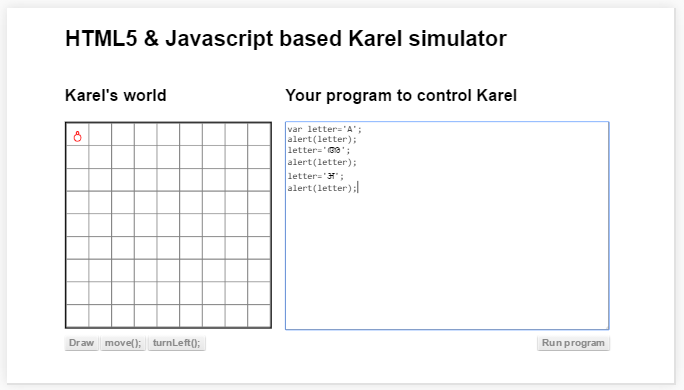 HTML5 & Javascript based Karel simulator
Karel's world
Your program to control Karel
var letter='A';
alert(letter);
letter='അ';
alert(letter);
letter='अ';
alert(letter);
Draw move(); turnLeft(); Run program